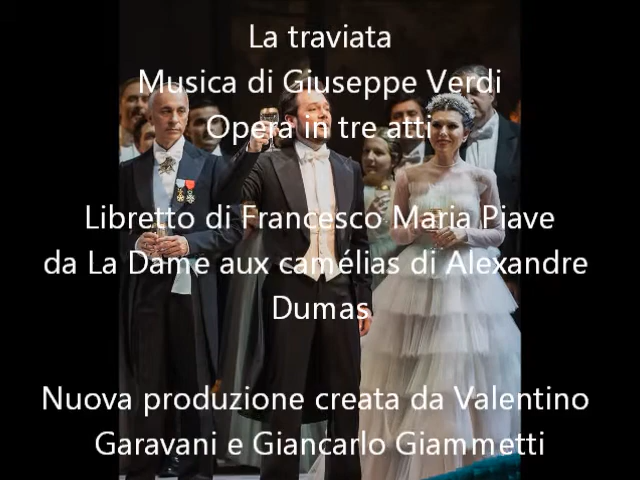 La traviata
Musica di Giuseppe Verdi
Opera in tre atti
Libretto di Francesco Maria Piave
da La Dame aux camélias di Alexandre
Dumas
Nuova produzione creata da Valentino
Garavani e Giancarlo Giammetti